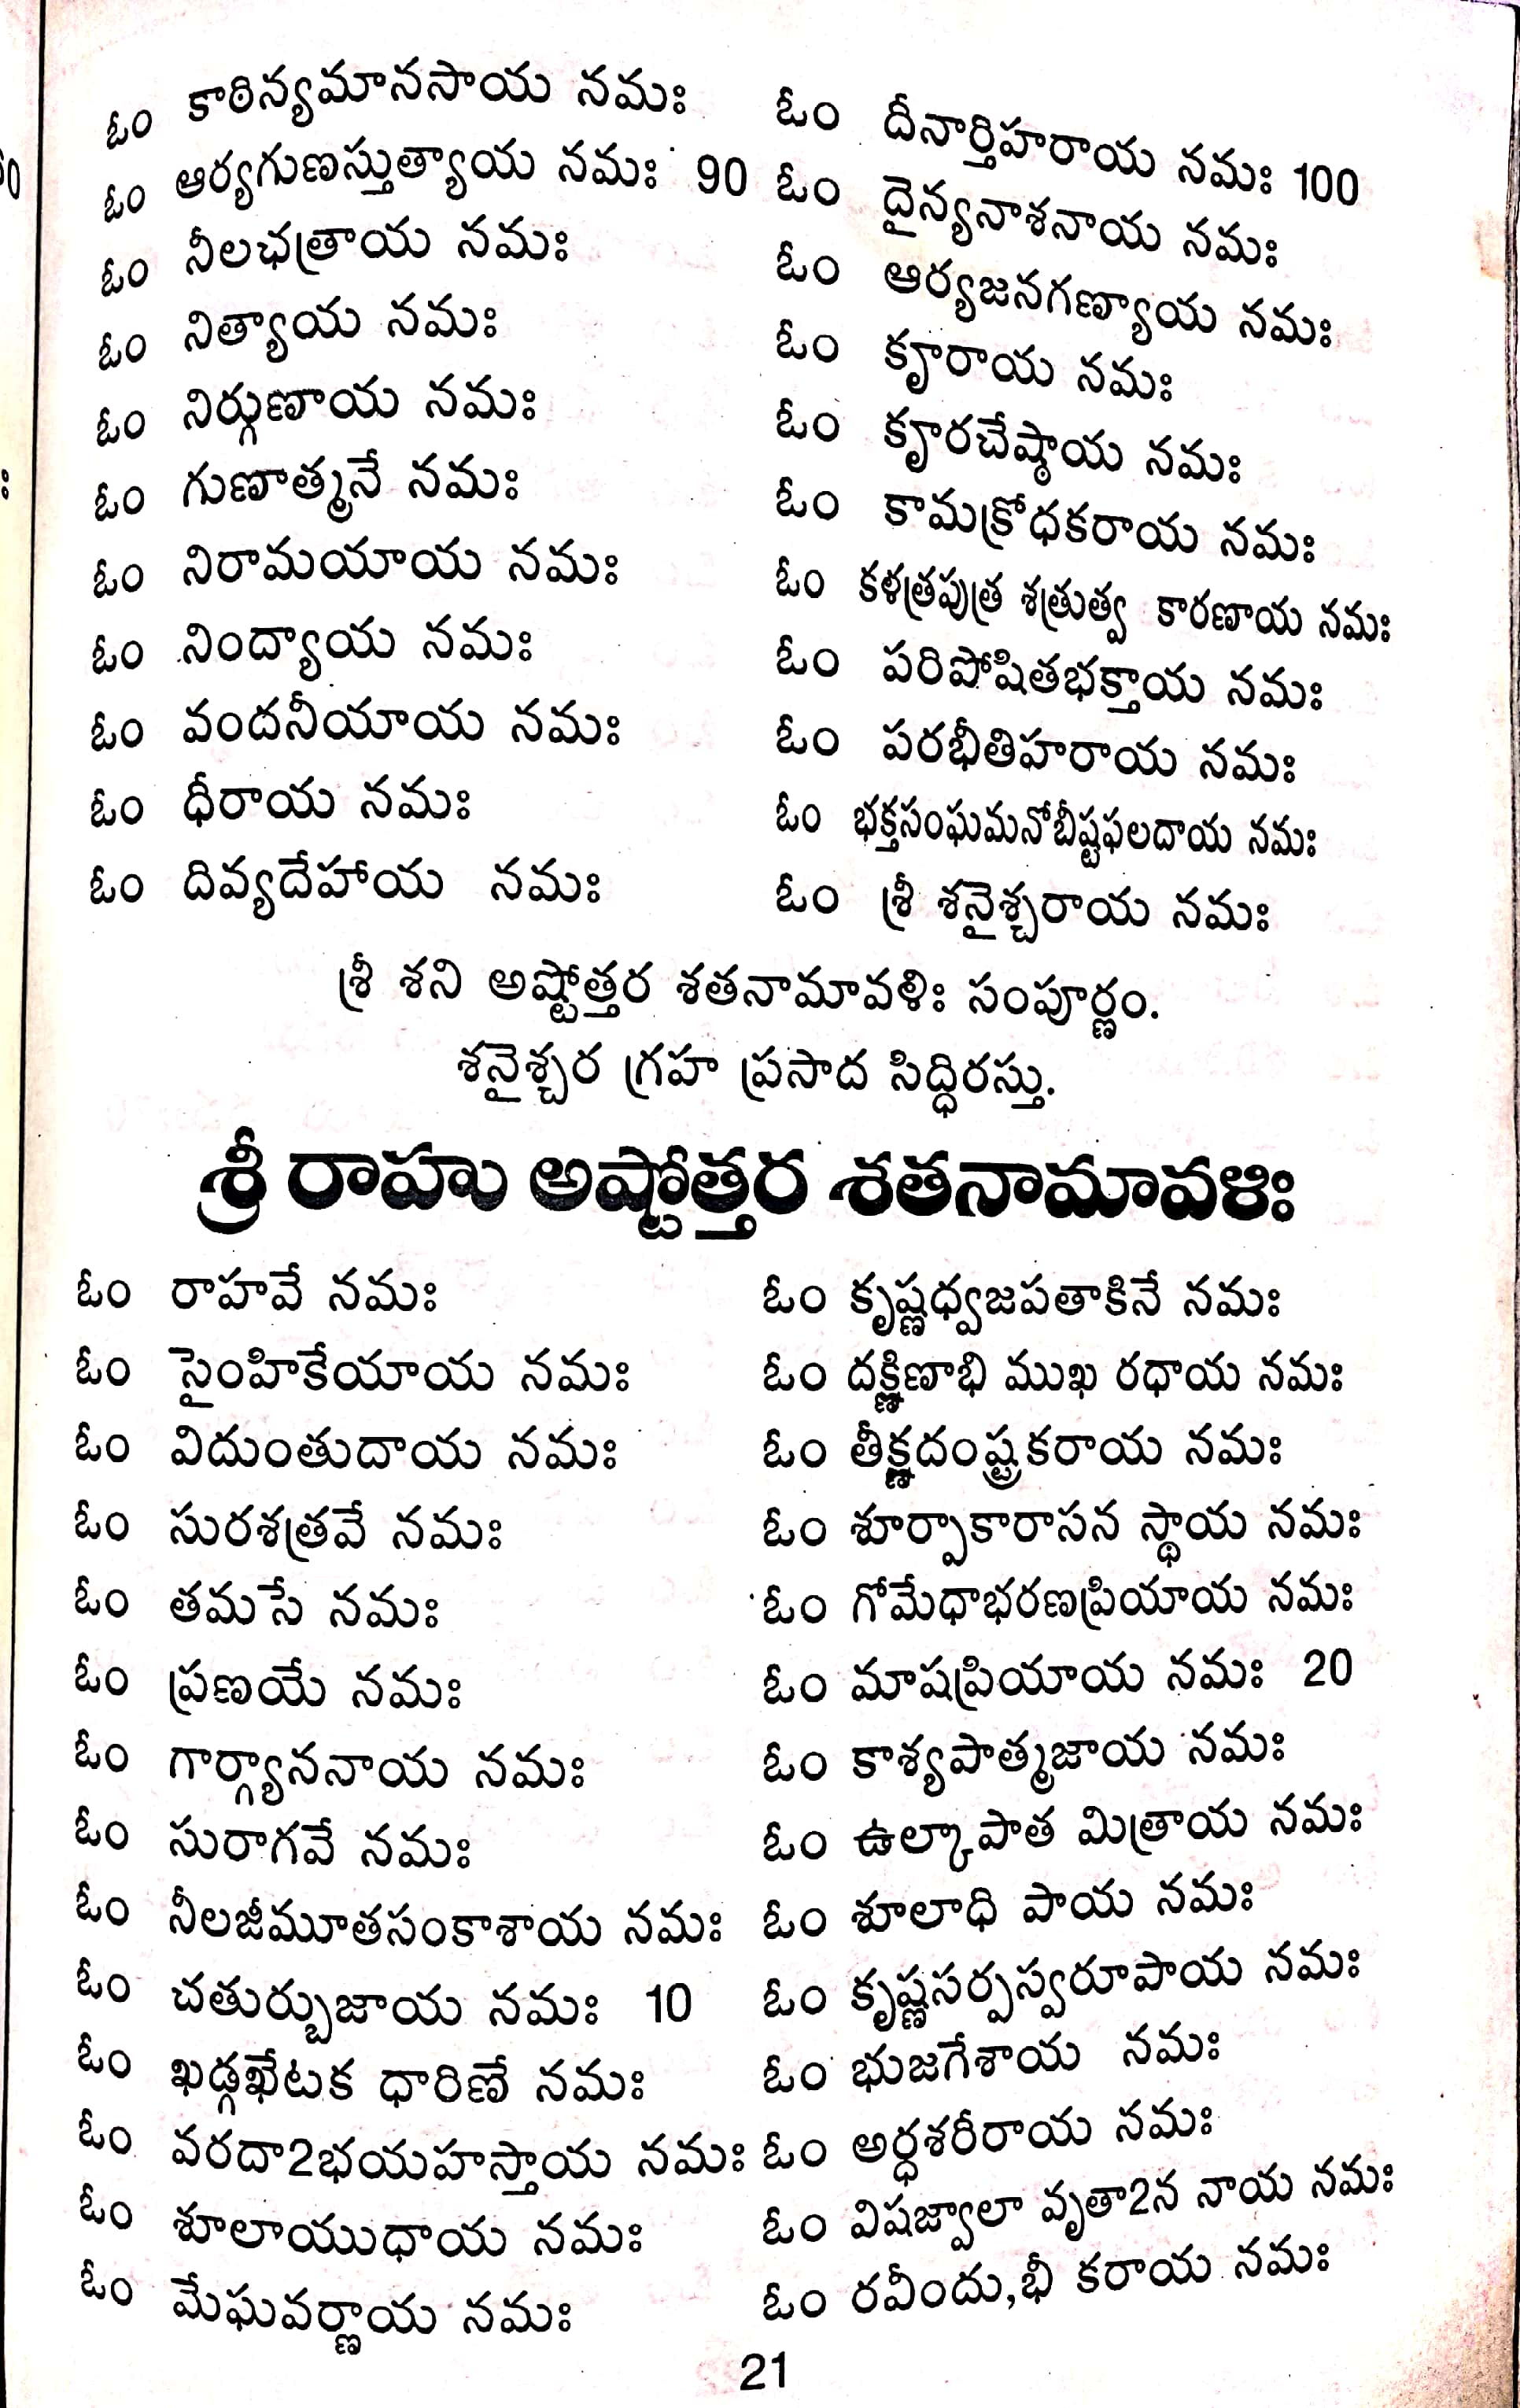 ఓం కాఠిన్యమానసాయ నమః
ఓం ఆర్యగుణస్తుత్యాయ నమః 90
ఓం నీలఛత్రాయ నమః
ఓం నిత్యాయ నమః
ఓం నిర్గుణాయ నమః
ఓం గుణాత్మనే నమః
ఓం నిరామయాయ నమః
ఓం నింద్యాయ నమః
ఓం వందనీయాయ నమః
ఓం ధీరాయ నమః
ఓం దివ్యదేహాయ నమః
ఓం దీనార్తిహరాయ నమః 100
ఓం దైన్యనాశనాయ నమః
ఓం ఆర్యజనగణ్యాయ నమః
ఓం కౄరాయ నమః
ఓం కౄరచేష్ఠాయ నమః
ఓం కామక్రోధకరాయ నమః
ఓం కళత్రపుత్ర శత్రుత్వ కారణాయ నమః
ఓం పరిపోషితభక్తాయ నమః
ఓం పరభీతిహరాయ నమః
ఓం భక్తసంఘమనోబీష్టఫలదాయ నమః
ఓం శ్రీ శనైశ్చరాయ నమః
శ్రీ శని అష్టోత్తర శతనామావళిః సంపూర్ణం.
శనైశ్చర గ్రహ ప్రసాద సిద్ధిరస్తు.
శ్రీ రాహు అష్టోత్తర శతనామావళిః
ఓం రాహవే నమః
ఓం సైంహికేయాయ నమః
ఓం విదుంతుదాయ నమః
ఓం సురశత్రవే నమః
ఓం తమసే నమః
ఓం ప్రణయే నమః
ఓం గార్గ్యాననాయ నమః
ఓం సురాగవే నమః
ఓం నీలజీమూతసంకాశాయ నమః
ఓం చతుర్భుజాయ నమః 10
ఓం ఖడ్గఖేటక ధారిణే నమః
ఓం వరదా2భయహస్తాయ నమః
ఓం శూలాయుధాయ నమః
ఓం మేఘవర్ణాయ నమః
ఓం కృష్ణధ్వజపతాకినే నమః
ఓం దక్షిణాభి ముఖ రధాయ నమః
ఓం తీక్ష్ణదంష్ట్రకరాయ నమః
ఓం శూర్పాకారాసన స్థాయ నమః
ఓం గోమేధాభరణప్రియాయ నమః
ఓం మాషప్రియాయ నమః 20
ఓం కాశ్యపాత్మజాయ నమః
ఓం ఉల్కాపాత మిత్రాయ నమః
ఓం శూలాధి పాయ నమః
ఓం కృష్ణసర్పస్వరూపాయ నమః
ఓం భుజగేశాయ నమః
ఓం అర్ధశరీరాయ నమః
ఓం విషజ్వాలా వృతా2న నాయ నమః
ఓం రవీందు,భీ కరాయ నమః
21